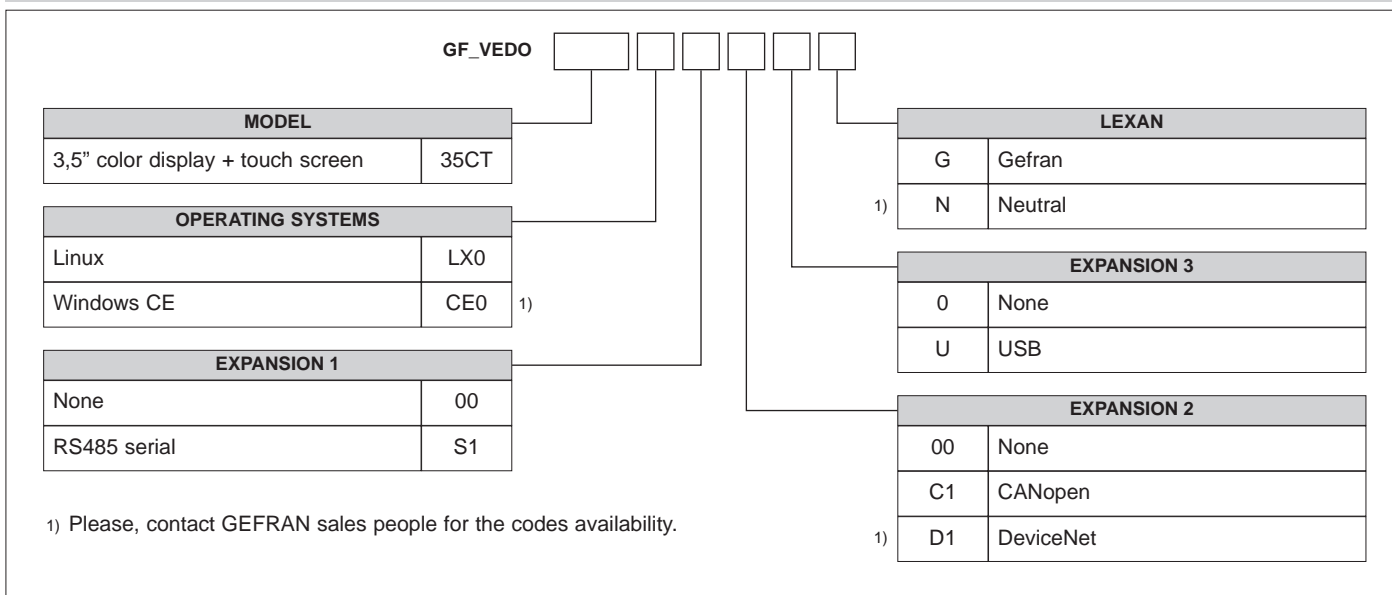 GF_VEDO
MODEL
3,5” color display + touch screen 35CT
OPERATING SYSTEMS
Linux LX0
Windows CE CE0 1)
EXPANSION 1
None 00
RS485 serial S1
1) Please, contact GEFRAN sales people for the codes availability.
LEXAN
G Gefran
1) N Neutral
EXPANSION 3
0 None
U USB
EXPANSION 2
00 None
C1 CANopen
1) D1 DeviceNet